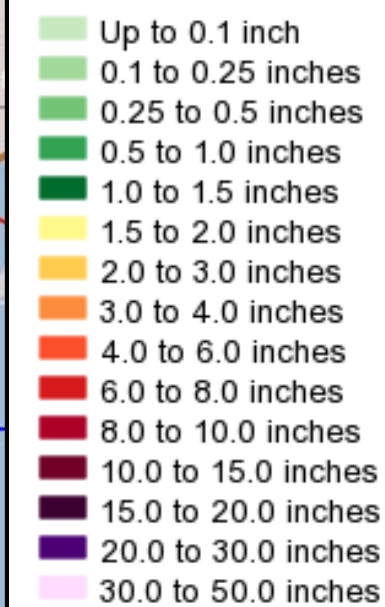 Up to 0.1 inch
0.1 to 0.25 inches
0.25 to 0.5 inches
0.5 to 1.0 inches
1.0 to 1.5 inches
1.5 to 2.0 inches
2.0 to 3.0 inches
3.0 to 4.0 inches
4.0 to 6.0 inches
6.0 to 8.0 inches
8.0 to 10.0 inches
10.0 to 15.0 inches
15.0 to 20.0 inches
20.0 to 30.0 inches
30.0 to 50.0 inches